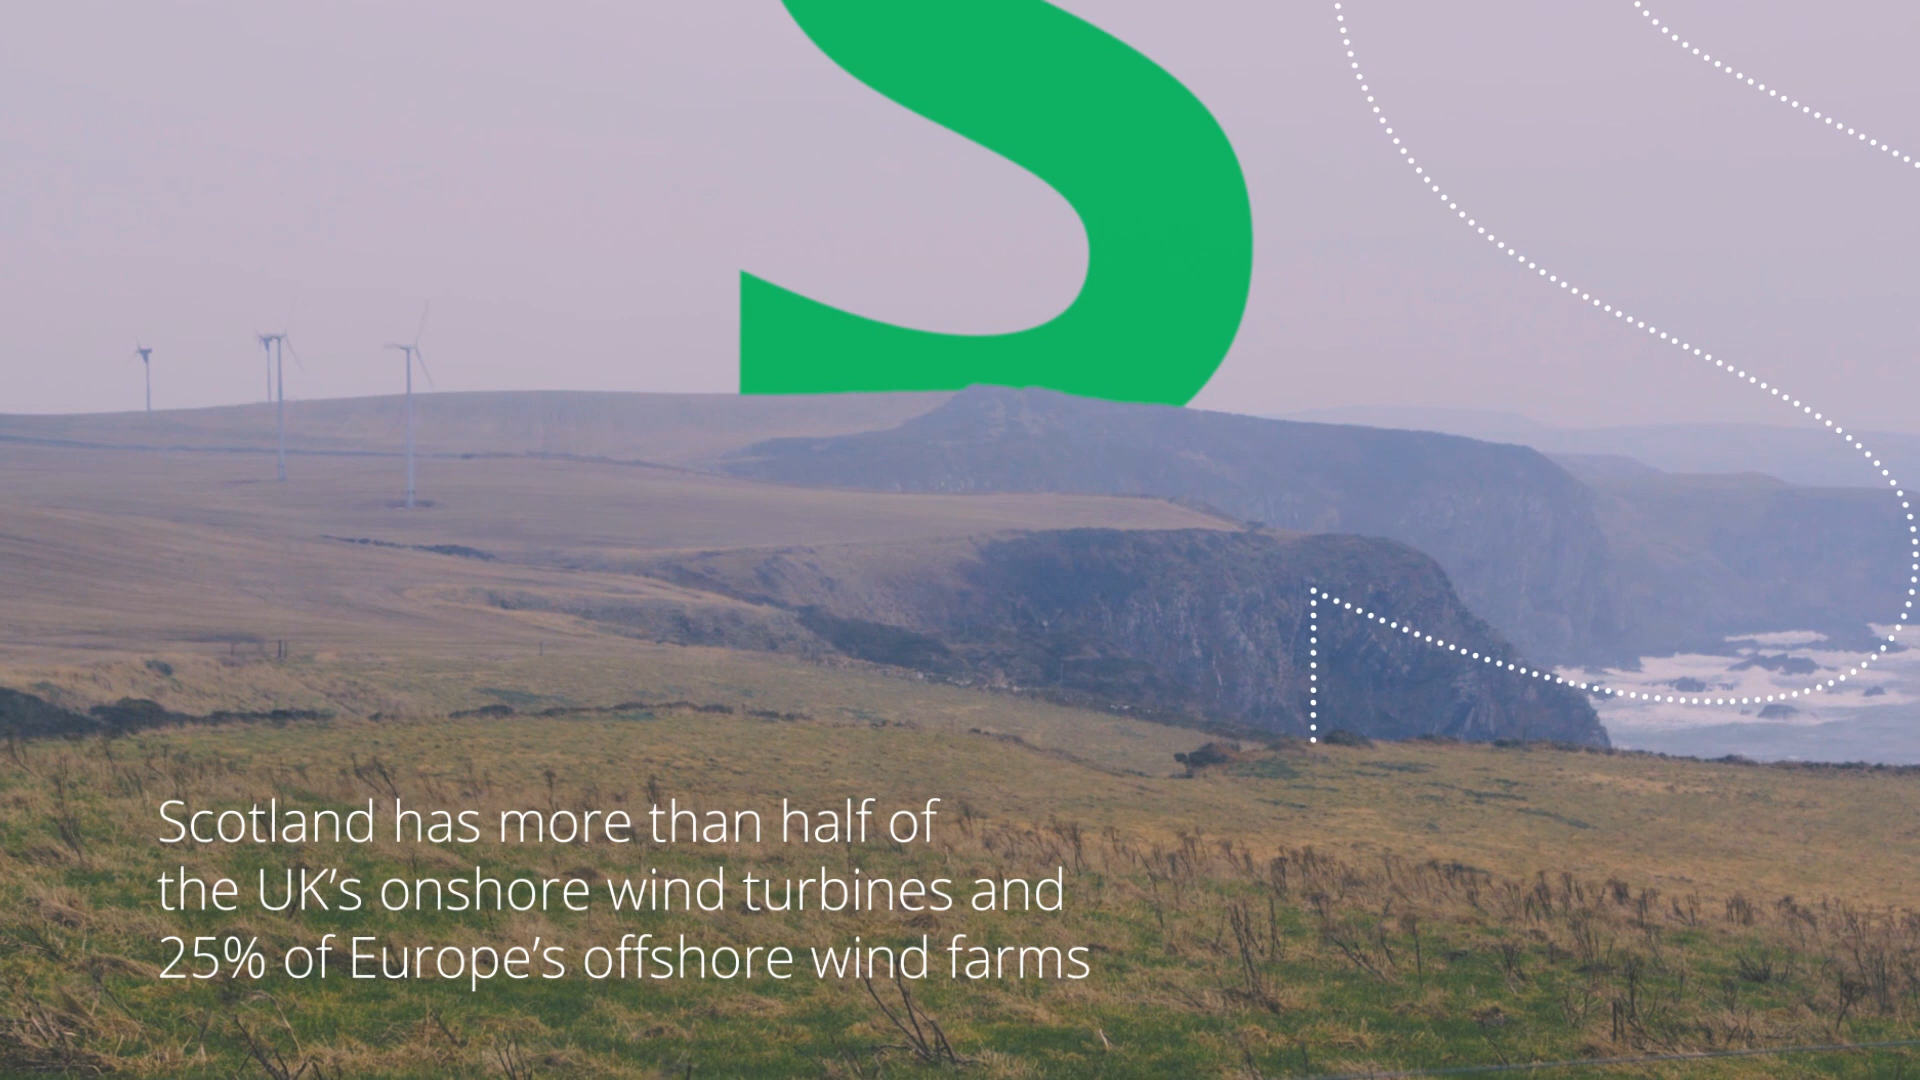 S
Scotland has more than half of
the UK’s onshore wind turbines and
25% of Europe’s offshore wind farms